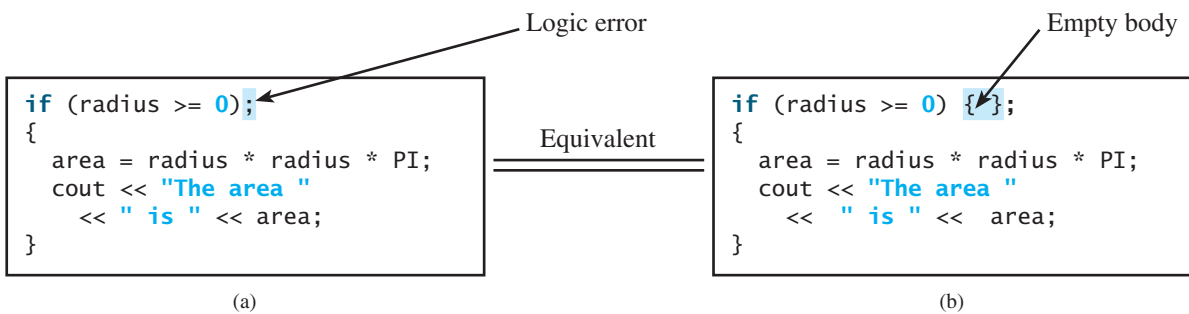 Logic error
Empty body
if (radius >= 0);
{
  area = radius * radius * PI;
  cout << "The area "
    << " is " << area;
}
Equivalent
if (radius >= 0) { };
{
  area = radius * radius * PI;
  cout << "The area "
    <<  " is " <<  area;
}
(a)
(b)